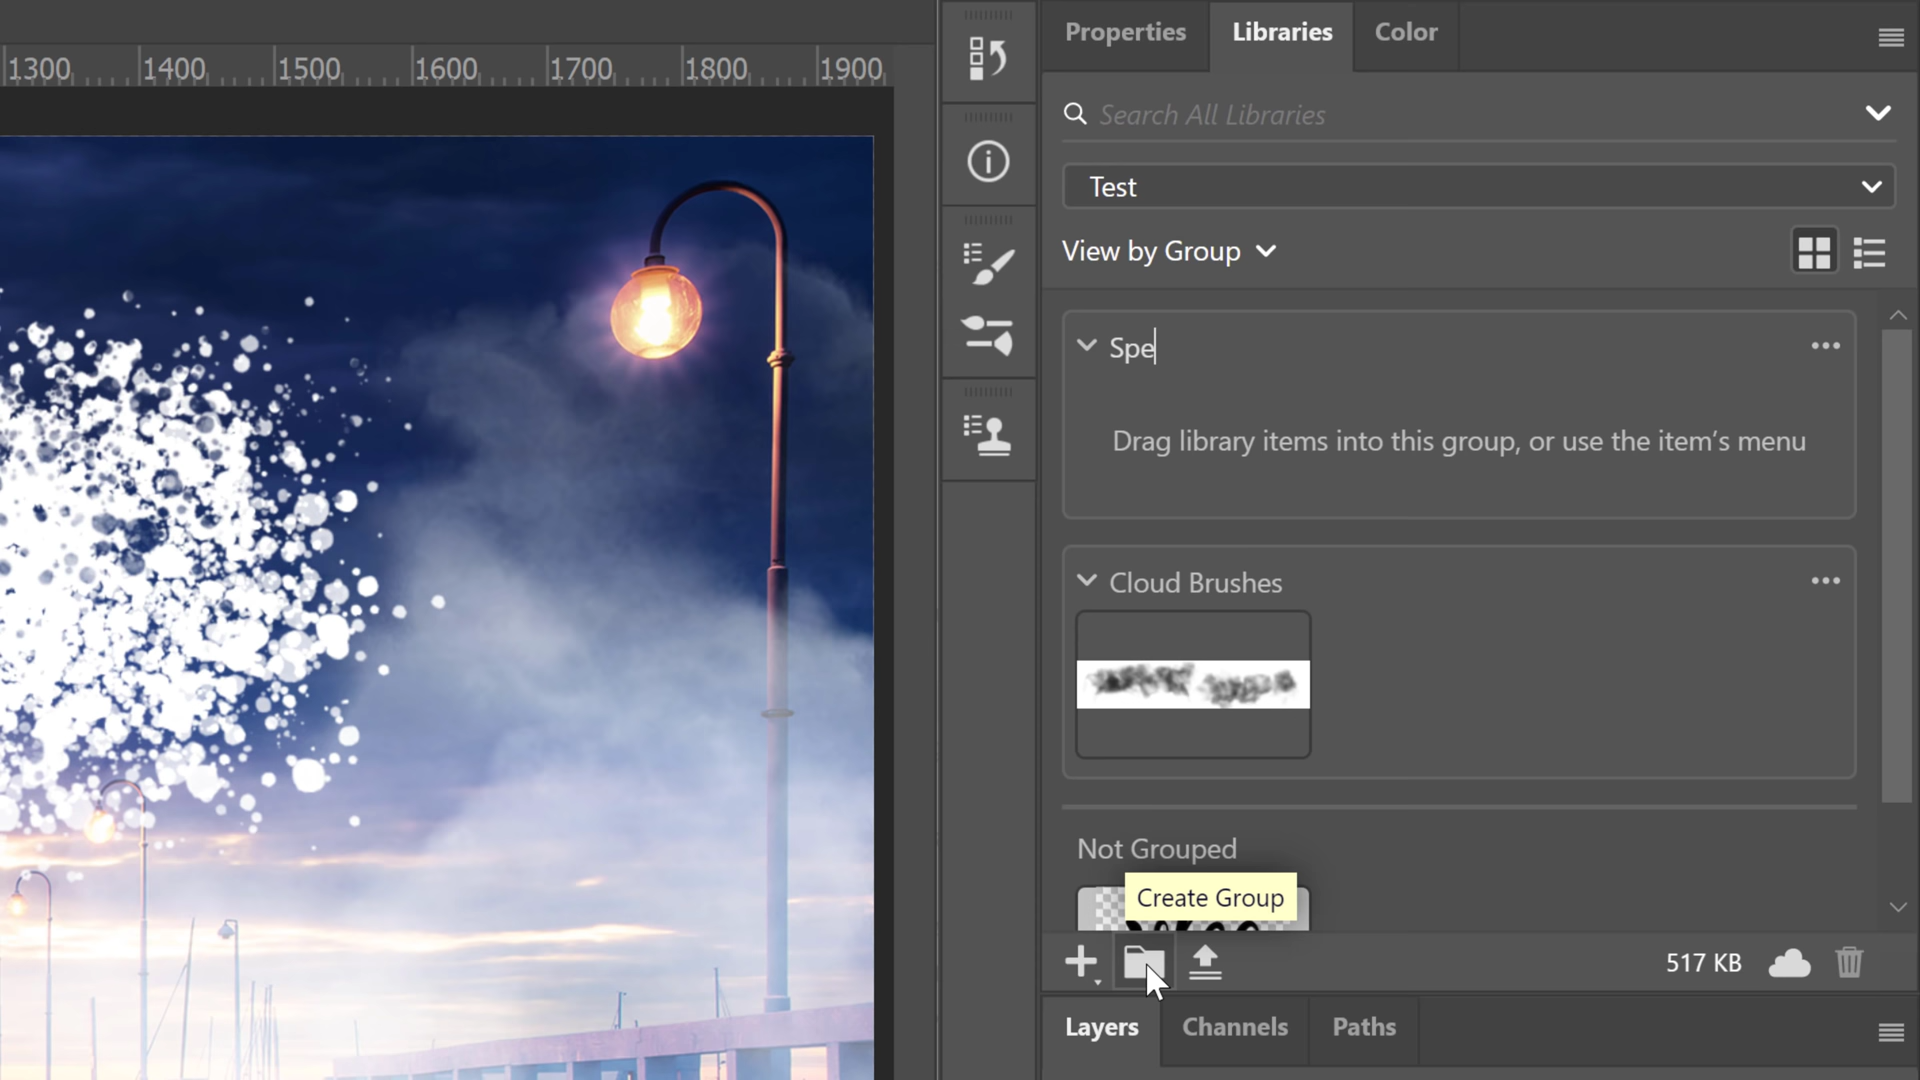 Properties
Libraries
Color
1300 1400 1500 1600 1700 1800 1900
Search All Libraries
Test
View by Group
Spe
Drag library items into this group, or use the item's menu
Cloud Brushes
Not Grouped
Create Group
517 KB
Layers
Channels
Paths